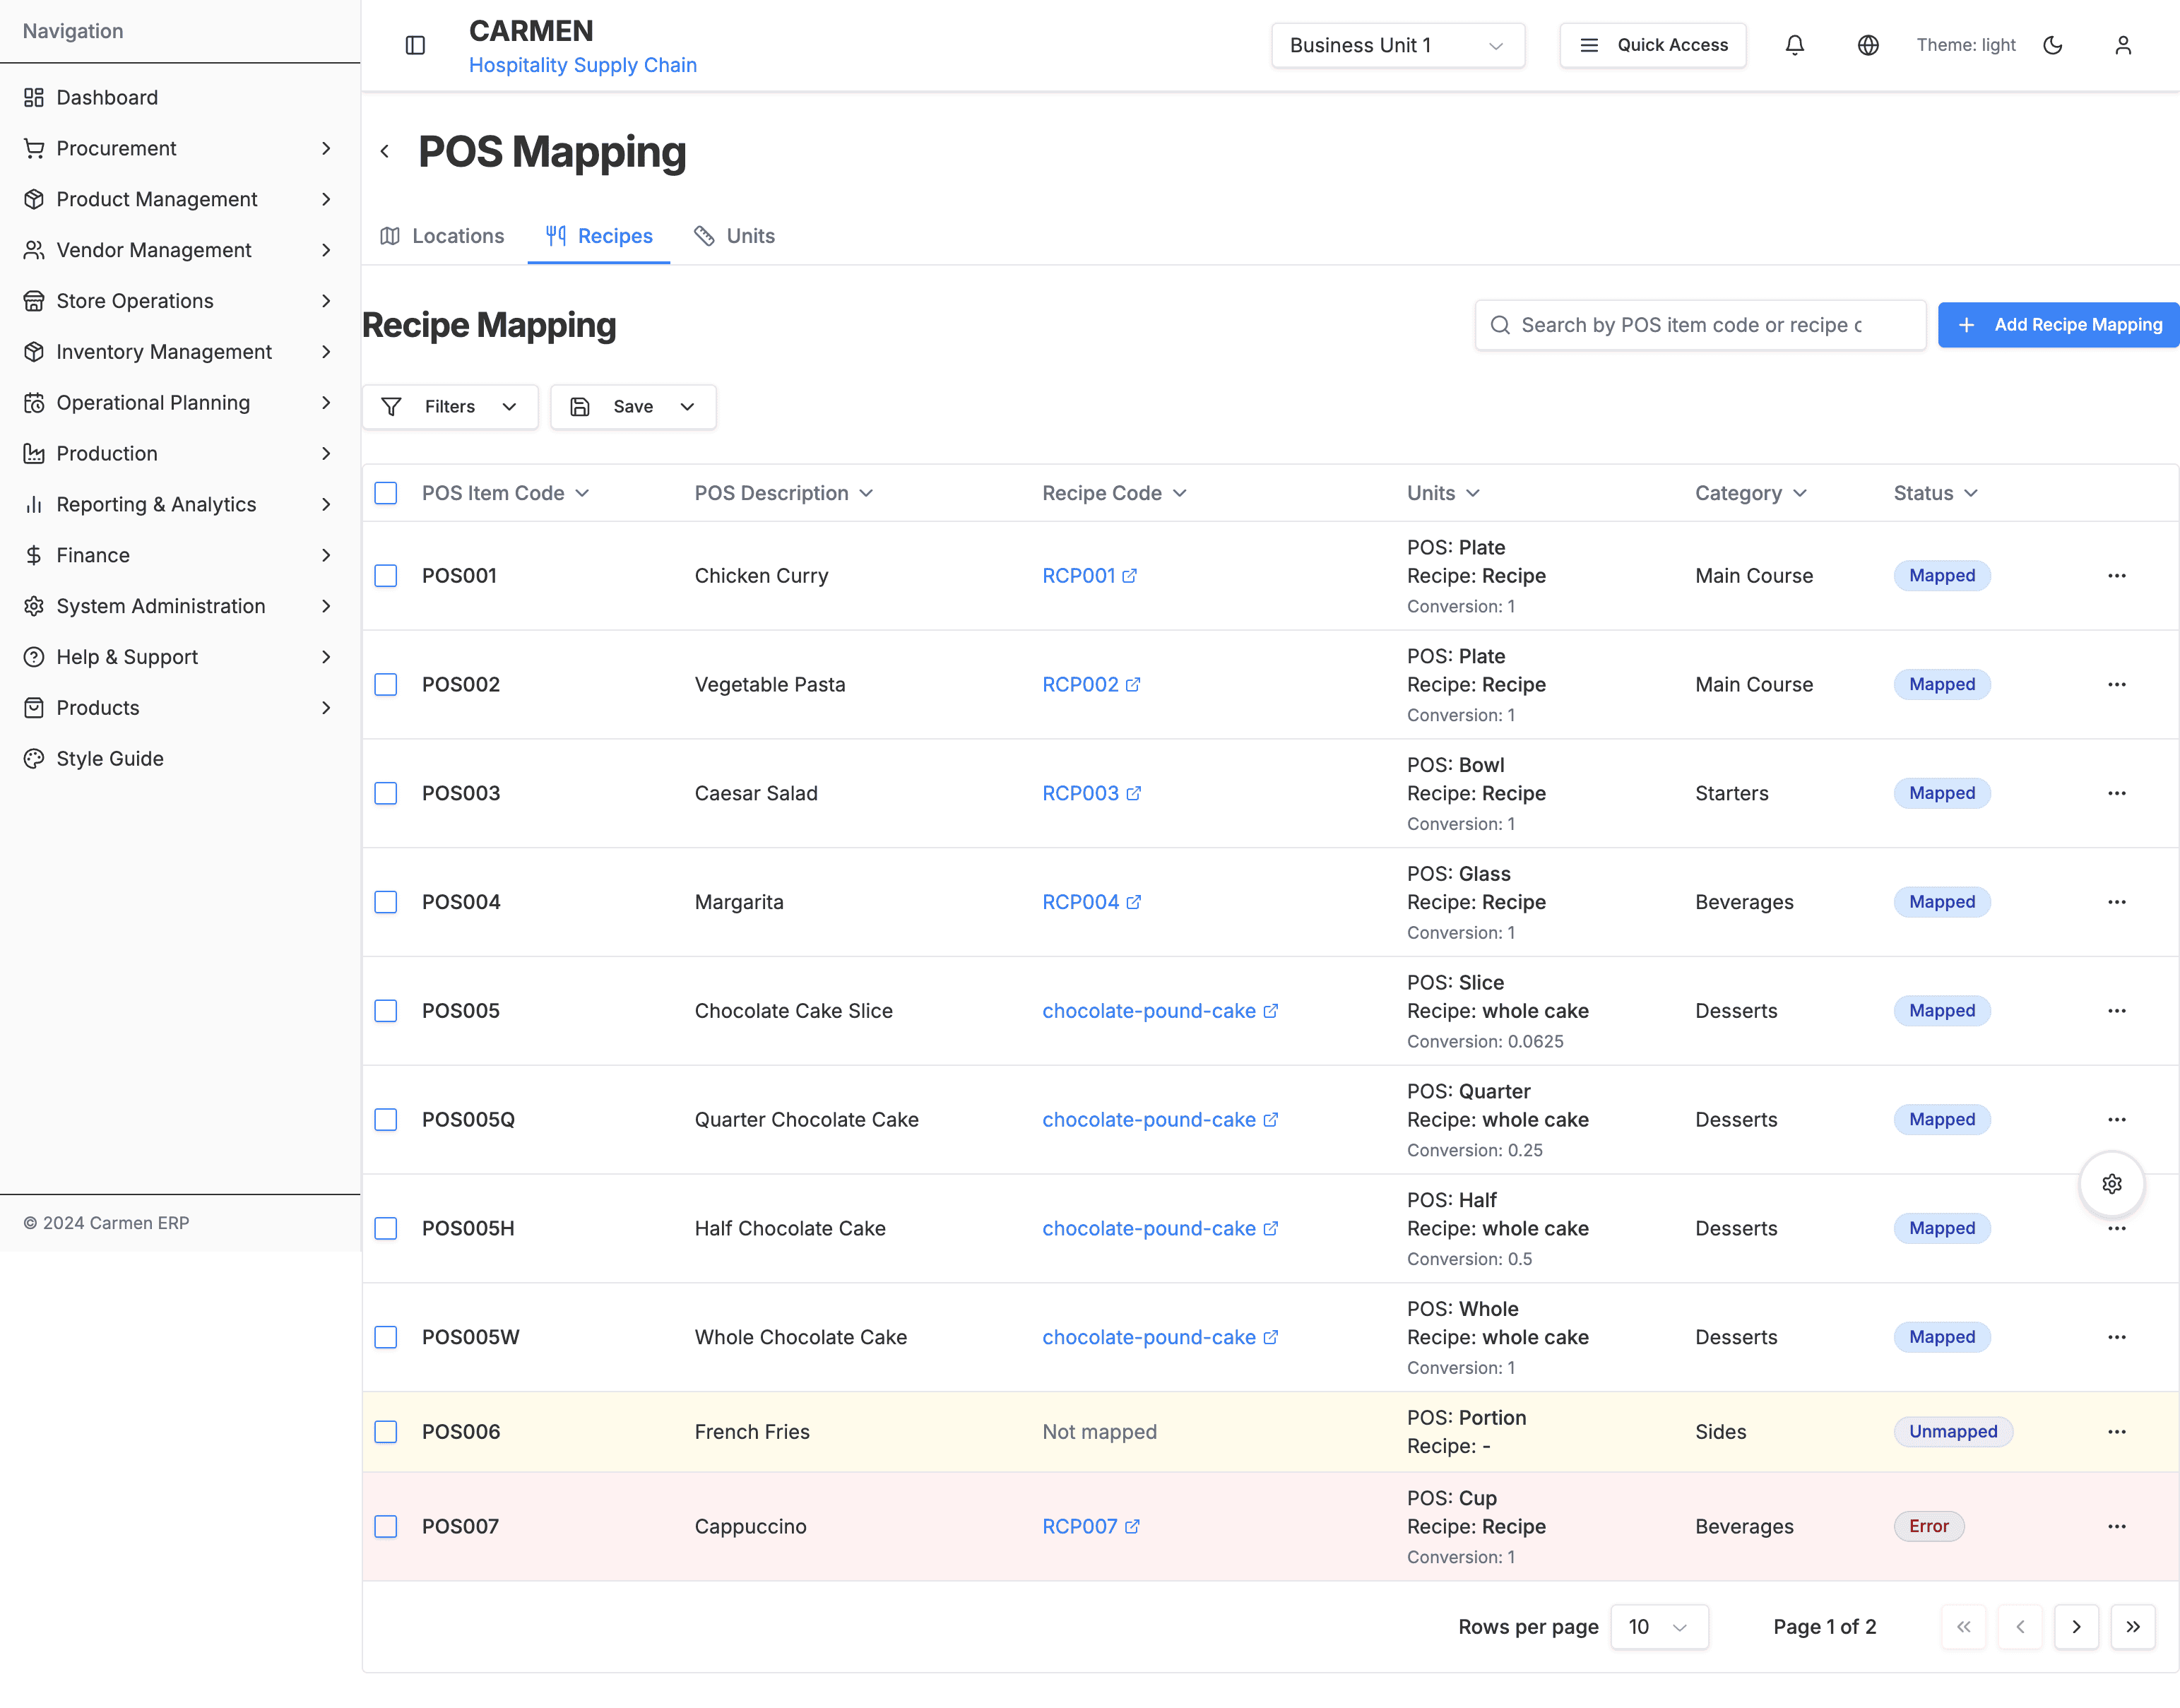 Navigation
Dashboard
Procurement
Product Management
Vendor Management
Store Operations
Inventory Management
Operational Planning
Production
Reporting & Analytics
Finance
System Administration
Help & Support
Products
Style Guide
© 2024 Carmen ERP
CARMEN
Hospitality Supply Chain
Business Unit 1
Quick Access
Theme: light
POS Mapping
Locations
Recipes
Units
Recipe Mapping
Search by POS item code or recipe c
Add Recipe Mapping
Filters
Save
POS Item Code POS Description Recipe Code Units Category Status
POS: Plate
POS001 Chicken Curry RCP001 Recipe: Recipe Main Course Mapped
Conversion: 1
POS: Plate
POS002 Vegetable Pasta RCP002 Recipe: Recipe Main Course Mapped
Conversion: 1
POS: Bowl
POS003 Caesar Salad RCP003 Recipe: Recipe Starters Mapped
Conversion: 1
POS: Glass
POS004 Margarita RCP004 Recipe: Recipe Beverages Mapped
Conversion: 1
POS: Slice
POS005 Chocolate Cake Slice chocolate-pound-cake Recipe: whole cake Desserts Mapped
Conversion: 0.0625
POS: Quarter
POS005Q Quarter Chocolate Cake chocolate-pound-cake Recipe: whole cake Desserts Mapped
Conversion: 0.25
POS: Half
POS005H Half Chocolate Cake chocolate-pound-cake Recipe: whole cake Desserts Mapped
Conversion: 0.5
POS: Whole
POS005W Whole Chocolate Cake chocolate-pound-cake Recipe: whole cake Desserts Mapped
Conversion: 1
POS: Portion
POS006 French Fries Not mapped Recipe: - Sides Unmapped
POS: Cup
POS007 Cappuccino RCP007 Recipe: Recipe Beverages Error
Conversion: 1
Rows per page 10 Page 1 of 2